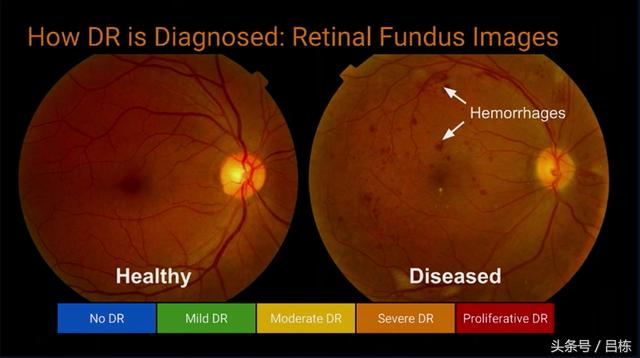 How DR is Diagnosed: Retinal Fundus Images
Hemorrhages
Healthy
Diseased
No DR
Mild DR
Moderate DR
Severe DR
Proliferative DR
头条号 / 吕栋